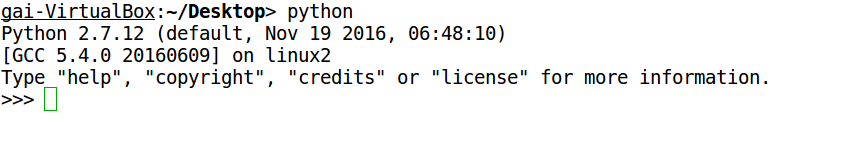 gai-VirtualBox:~/Desktop> python
Python 2.7.12 (default, Nov 19 2016, 06:48:10)
[GCC 5.4.0 20160609] on linux2
Type "help", "copyright", "credits" or "license" for more information.
>>>